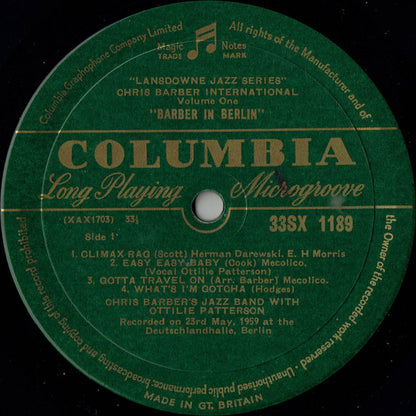 Columbia Graphophone Company Limited
All rights of the Manufacturer and of
the Owner of the recorded work reserved.
Unauthorised public performance, broadcasting and copying of this record prohibited
Magic Notes
TRADE MARK
"LANSDOWNE JAZZ SERIES"
CHRIS BARBER INTERNATIONAL
Volume One
"BARBER IN BERLIN"
COLUMBIA
Long Playing Microgroove
(XAX1703) 33⅓
33SX 1189
Side 1
1. CLIMAX RAG (Scott) Herman Darewski. E. H Morris
2. EASY EASY BABY (Cook) Mecolico.
(Vocal Ottilie Patterson)
3. GOTTA TRAVEL ON (Arr. Barber) Mecolico.
4. WHAT'S I'M GOTCHA (Hodges)
CHRIS BARBER'S JAZZ BAND WITH
OTTILIE PATTERSON
Recorded on 23rd May, 1959 at the
Deutschlandhalle, Berlin
MADE IN GT. BRITAIN